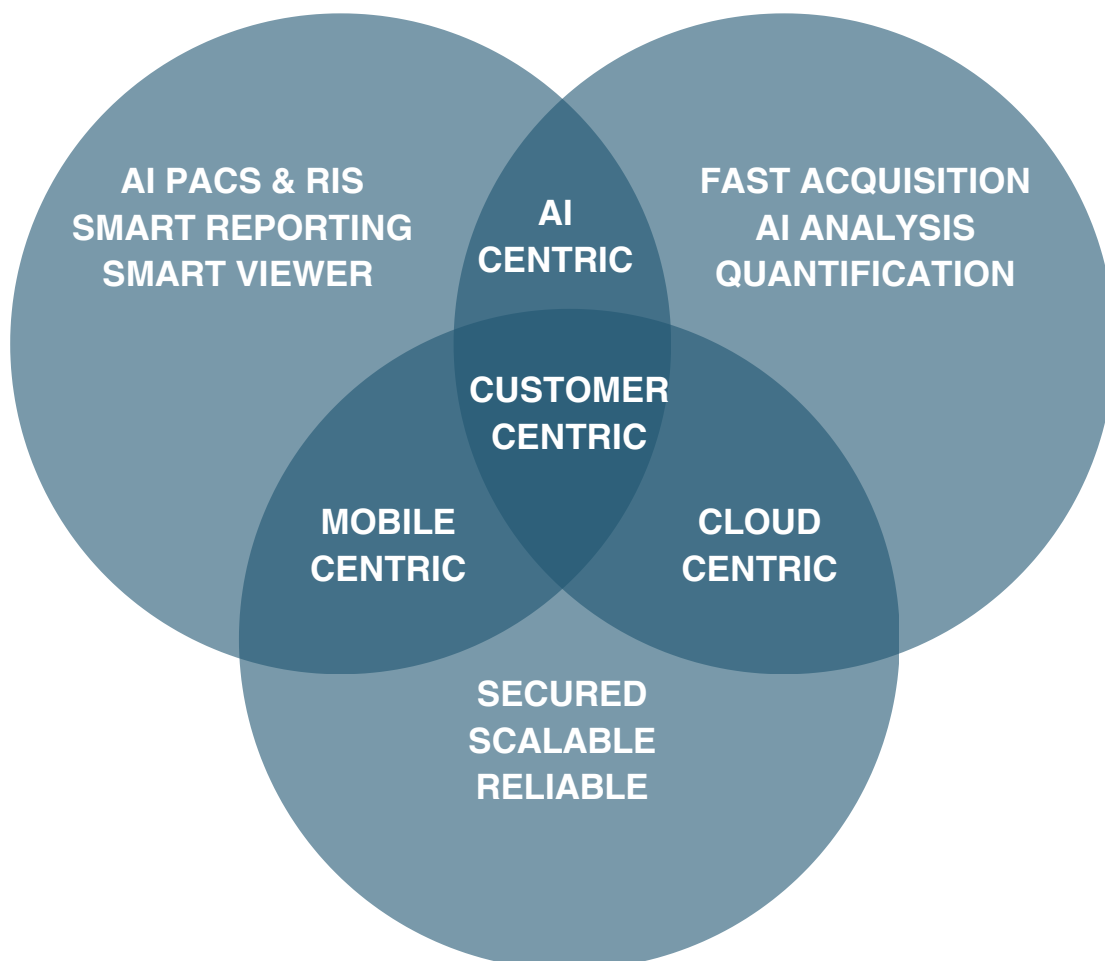 AI PACS & RIS
SMART REPORTING
SMART VIEWER
AI
CENTRIC
FAST ACQUISITION
AI ANALYSIS
QUANTIFICATION
CUSTOMER
CENTRIC
MOBILE
CENTRIC
CLOUD
CENTRIC
SECURED
SCALABLE
RELIABLE